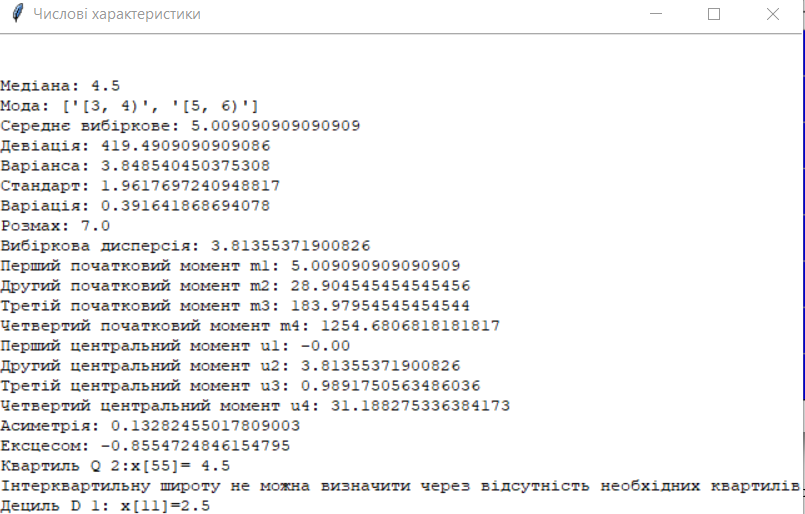 Числові характеристики
Медіана: 4.5
Мода: ['[3, 4)', '[5, 6)']
Середнє вибіркове: 5.009090909090909
Девіація: 419.4909090909086
Варіанса: 3.848540450375308
Стандарт: 1.9617697240948817
Варіація: 0.391641868694078
Розмах: 7.0
Вибіркова дисперсія: 3.81355371900826
Перший початковий момент m1: 5.009090909090909
Другий початковий момент m2: 28.904545454545456
Третій початковий момент m3: 183.97954545454544
Четвертий початковий момент m4: 1254.6806818181817
Перший центральний момент u1: -0.00
Другий центральний момент u2: 3.81355371900826
Третій центральний момент u3: 0.9891750563486036
Четвертий центральний момент u4: 31.188275336384173
Асиметрія: 0.13282455017809003
Ексцесом: -0.8554724846154795
Квартиль Q 2:x[55]= 4.5
Інтерквартильну широту не можна визначити через відсутність необхідних квартилів
Дециль D 1: x[11]=2.5